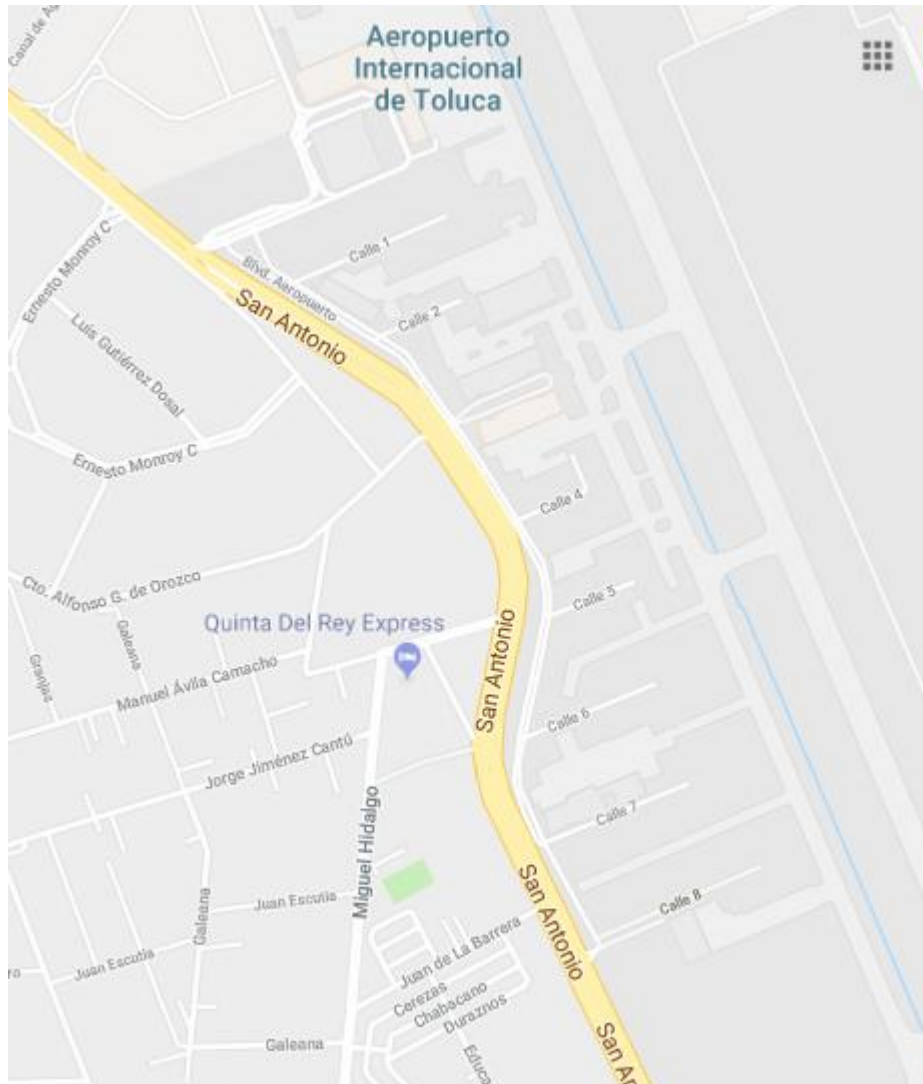 Aeropuerto
Internacional
de Toluca
Canal de
Calle 1
Ernesto Monroy C
Blvd. Aeropuerto
San Antonio
Calle 2
Luis Gutiérrez Dosal
Ernesto Monroy C
Calle 4
Cto. Alfonso G. de Orozco
Calle 5
Galeana
Quinta Del Rey Express
San Antonio
Granjas
Manuel Ávila Camacho
Calle 6
Jorge Jiménez Cantú
Calle 7
Miguel Hidalgo
San Antonio
Juan Escutia
Calle 8
Galeana
Juan de La Barrera
Juan Escutia
Cerezas
Chabacano
Duraznos
Galeana
Educa
San An